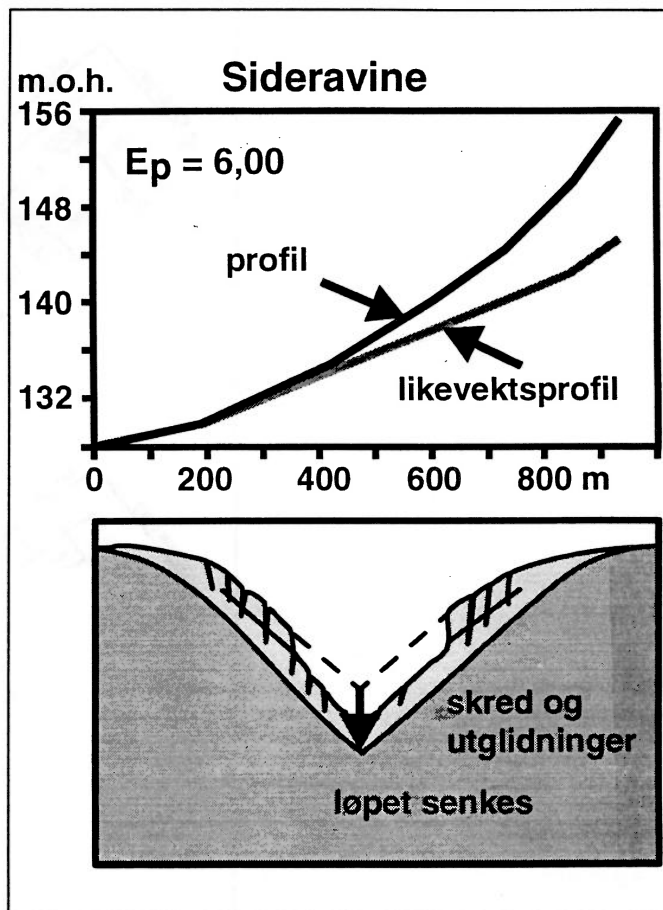 m.o.h.
Sideravine
156
Ep = 6,00
148
profil
140
132
likevektsprofil
0 200 400 600 800 m
skred og
utglidninger
løpet senkes